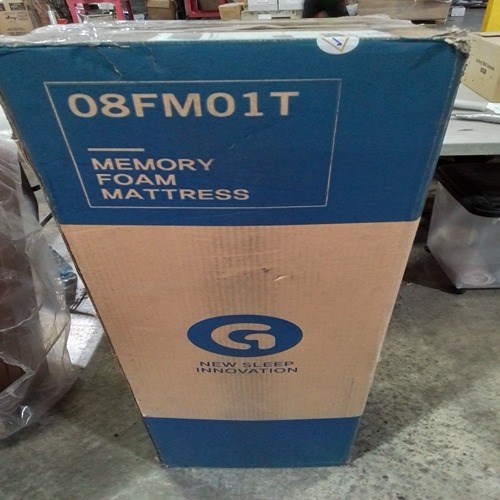 08FM01T
MEMORY
FOAM
MATTRESS
NEW SLEEP
INNOVATION